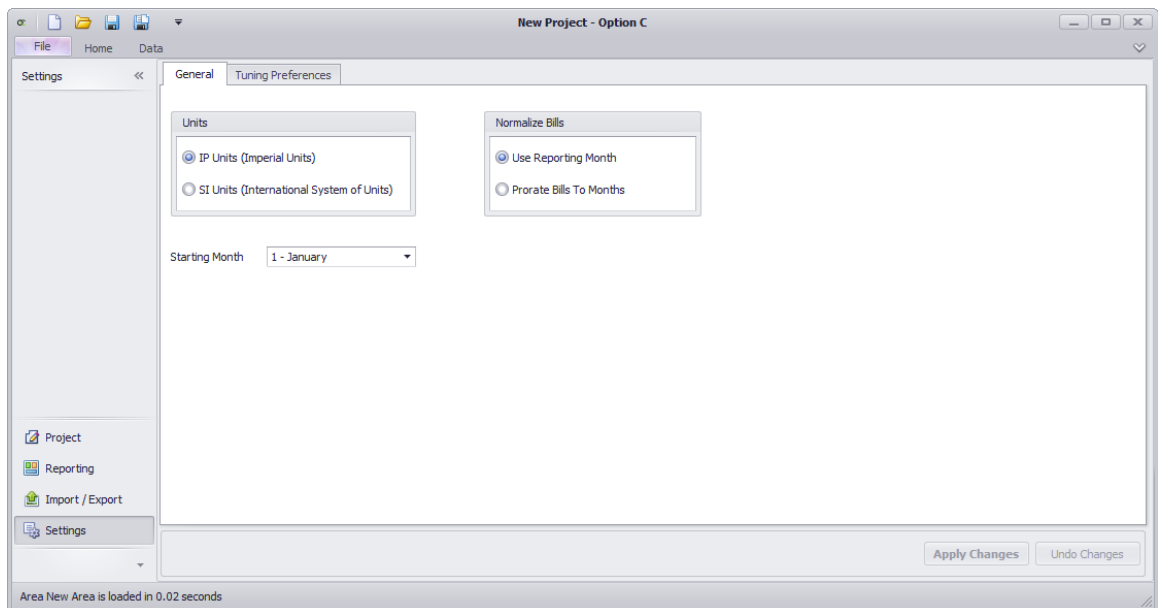 New Project - Option C
File Home Data
Settings
General Tuning Preferences
Units
IP Units (Imperial Units)
SI Units (International System of Units)
Normalize Bills
Use Reporting Month
Prorate Bills To Months
Starting Month 1 - January
Project
Reporting
Import / Export
Settings
Apply Changes Undo Changes
Area New Area is loaded in 0.02 seconds